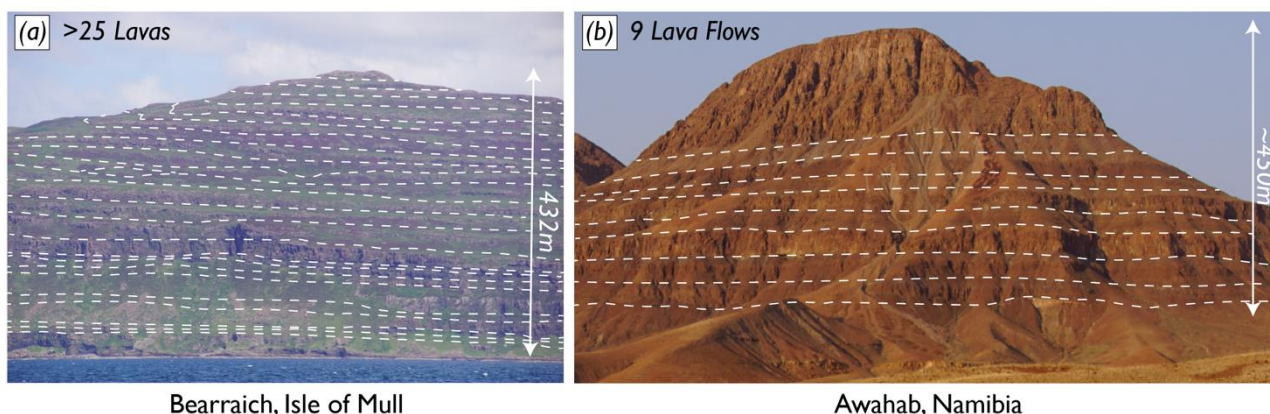 (a) >25 Lavas
432m
Bearraich, Isle of Mull
(b) 9 Lava Flows
~450m
Awahab, Namibia